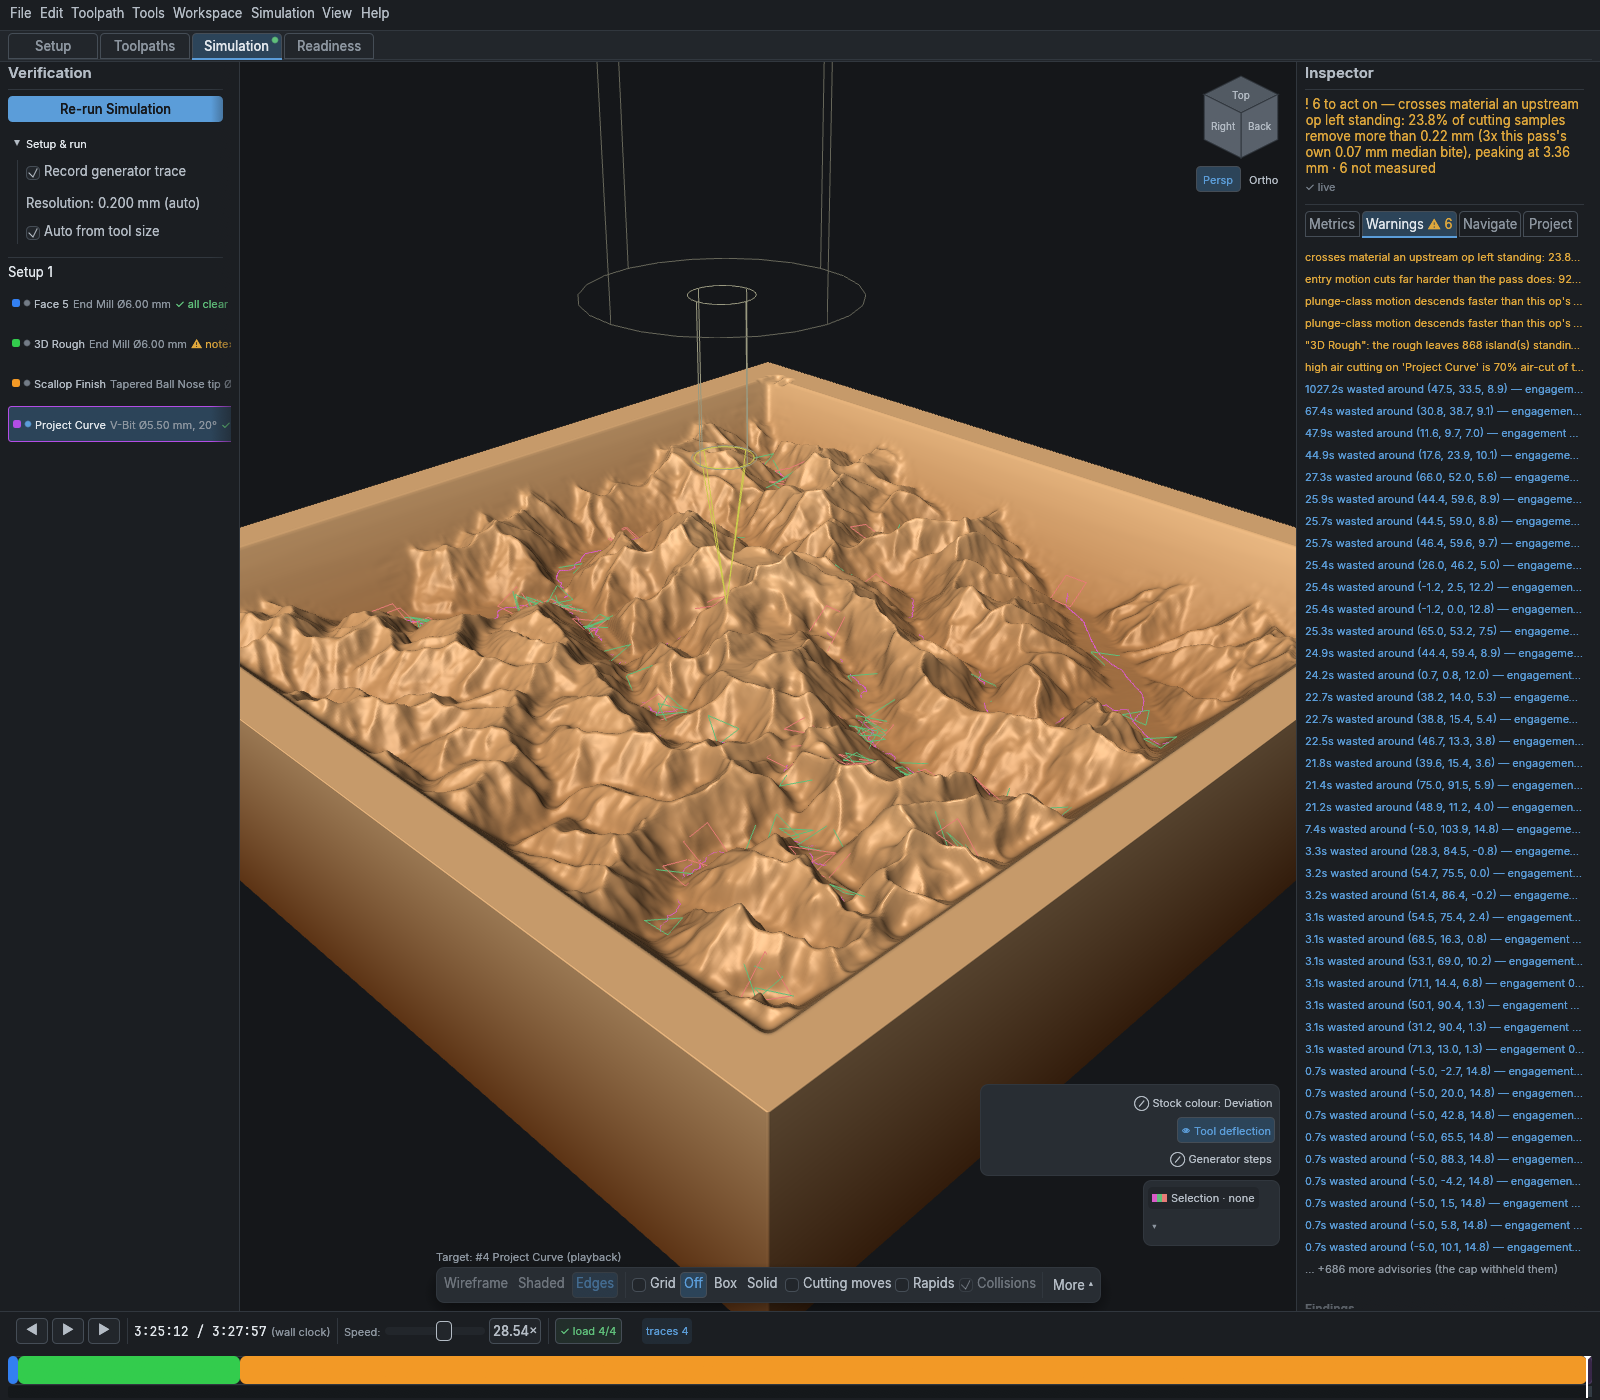 File Edit Toolpath Tools Workspace Simulation View Help
Setup Toolpaths Simulation Readiness
Verification
Re-run Simulation
Setup & run
Record generator trace
Resolution: 0.200 mm (auto)
Auto from tool size
Setup 1
Face 5 End Mill Ø6.00 mm ✓ all clear
3D Rough End Mill Ø6.00 mm ⚠ note
Scallop Finish Tapered Ball Nose tip Ø
Project Curve V-Bit Ø5.50 mm, 20° ✓
Top
Right Back
Persp Ortho
Stock colour: Deviation
Tool deflection
Generator steps
Selection · none
Target: #4 Project Curve (playback)
Wireframe Shaded Edges Grid Off Box Solid Cutting moves Rapids Collisions More
Inspector
! 6 to act on — crosses material an upstream
op left standing: 23.8% of cutting samples
remove more than 0.22 mm (3x this pass's
own 0.07 mm median bite), peaking at 3.36
mm · 6 not measured
✓ live
Metrics Warnings ⚠ 6 Navigate Project
crosses material an upstream op left standing: 23.8...
entry motion cuts far harder than the pass does: 92...
plunge-class motion descends faster than this op's ...
plunge-class motion descends faster than this op's ...
"3D Rough": the rough leaves 868 island(s) standin...
high air cutting on 'Project Curve' is 70% air-cut of t...
1027.2s wasted around (47.5, 33.5, 8.9) — engagem...
67.4s wasted around (30.8, 38.7, 9.1) — engagemen...
47.9s wasted around (11.6, 9.7, 7.0) — engagement ...
44.9s wasted around (17.6, 23.9, 10.1) — engageme...
27.3s wasted around (66.0, 52.0, 5.6) — engageme...
25.9s wasted around (44.4, 59.6, 8.9) — engageme...
25.7s wasted around (44.5, 59.0, 8.8) — engageme...
25.7s wasted around (46.4, 59.6, 9.7) — engageme...
25.4s wasted around (26.0, 46.2, 5.0) — engageme...
25.4s wasted around (-1.2, 2.5, 12.2) — engagemen...
25.4s wasted around (-1.2, 0.0, 12.8) — engagemen...
25.3s wasted around (65.0, 53.2, 7.5) — engageme...
24.9s wasted around (44.4, 59.4, 8.9) — engageme...
24.2s wasted around (0.7, 0.8, 12.0) — engagement...
22.7s wasted around (38.2, 14.0, 5.3) — engageme...
22.7s wasted around (38.8, 15.4, 5.4) — engageme...
22.5s wasted around (46.7, 13.3, 3.8) — engagemen...
21.8s wasted around (39.6, 15.4, 3.6) — engagemen...
21.4s wasted around (75.0, 91.5, 5.9) — engagemen...
21.2s wasted around (48.9, 11.2, 4.0) — engagemen...
7.4s wasted around (-5.0, 103.9, 14.8) — engageme...
3.3s wasted around (28.3, 84.5, -0.8) — engageme...
3.2s wasted around (54.7, 75.5, 0.0) — engagement...
3.2s wasted around (51.4, 86.4, -0.2) — engageme...
3.1s wasted around (54.5, 75.4, 2.4) — engagement...
3.1s wasted around (68.5, 16.3, 0.8) — engagement ...
3.1s wasted around (53.1, 69.0, 10.2) — engagement...
3.1s wasted around (71.1, 14.4, 6.8) — engagement 0...
3.1s wasted around (50.1, 90.4, 1.3) — engagement ...
3.1s wasted around (31.2, 90.4, 1.3) — engagement ...
3.1s wasted around (71.3, 13.0, 1.3) — engagement 0...
0.7s wasted around (-5.0, -2.7, 14.8) — engagement...
0.7s wasted around (-5.0, 20.0, 14.8) — engagemen...
0.7s wasted around (-5.0, 42.8, 14.8) — engagemen...
0.7s wasted around (-5.0, 65.5, 14.8) — engagemen...
0.7s wasted around (-5.0, 88.3, 14.8) — engagemen...
0.7s wasted around (-5.0, -4.2, 14.8) — engagemen...
0.7s wasted around (-5.0, 1.5, 14.8) — engagement ...
0.7s wasted around (-5.0, 5.8, 14.8) — engagement ...
0.7s wasted around (-5.0, 10.1, 14.8) — engagement...
... +686 more advisories (the cap withheld them)
Findings
3:25:12 / 3:27:57 (wall clock) Speed: 28.54× ✓ load 4/4 traces 4